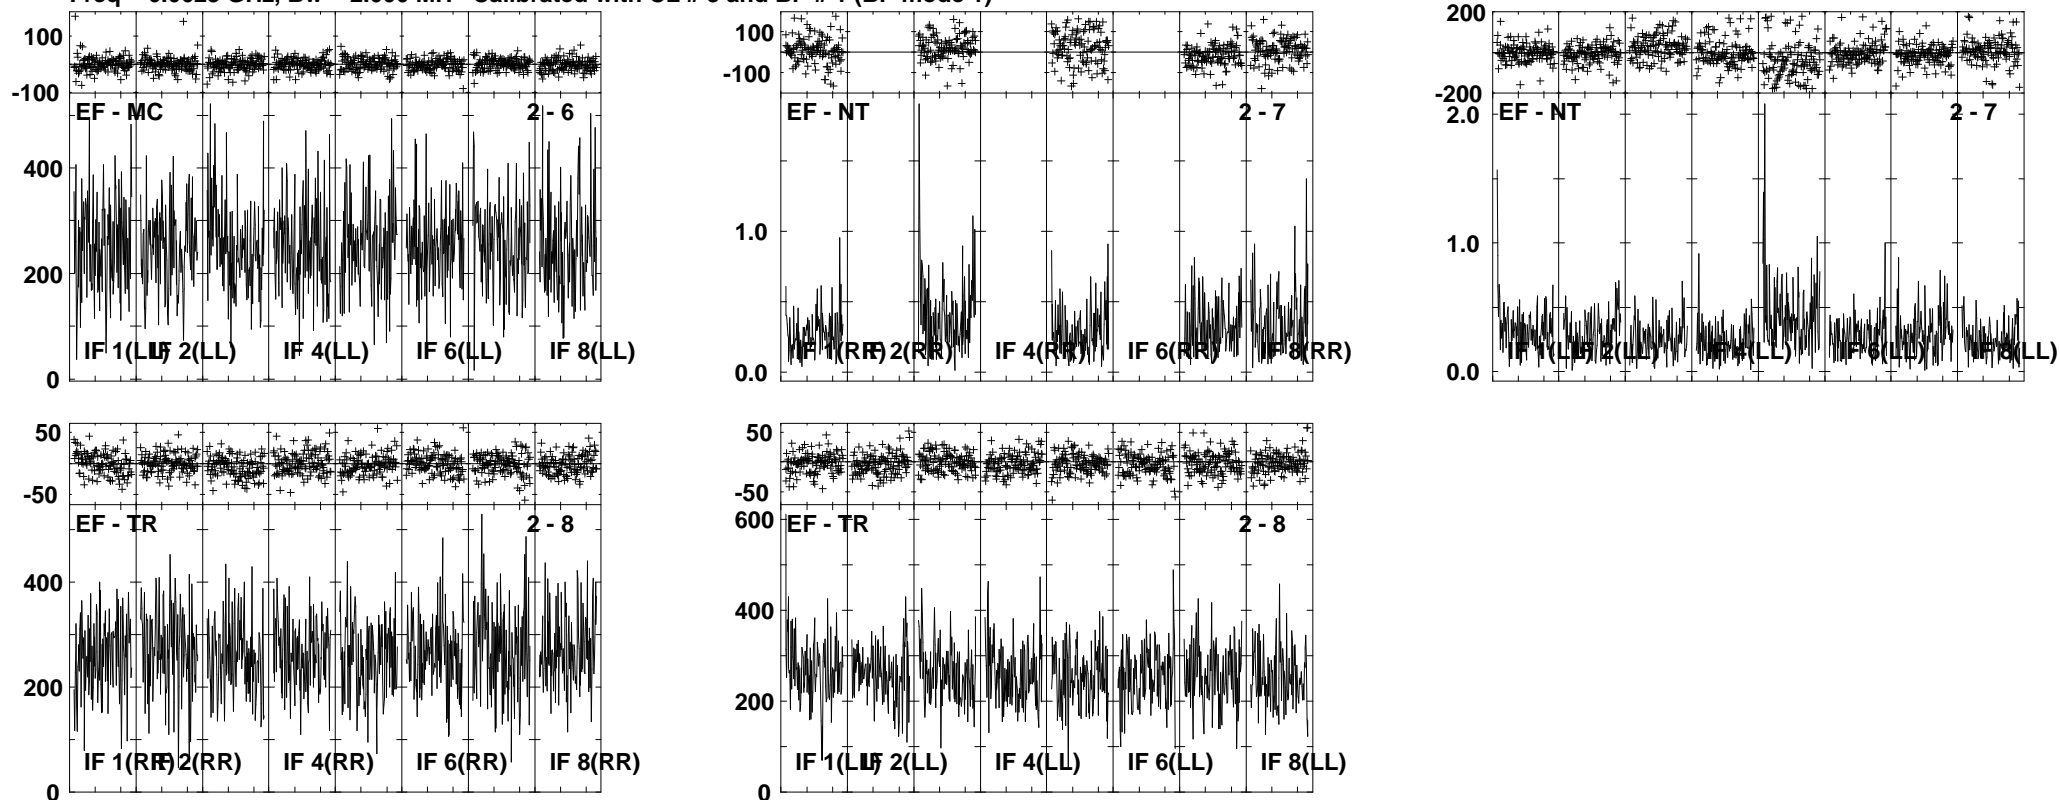 100
-100
EF - MC
2 - 6
400
200
0
IF 1(LL)
IF 2(LL)
IF 4(LL)
IF 6(LL)
IF 8(LL)
100
-100
EF - NT
2 - 7
1.0
0.0
IF 1(RR)
IF 2(RR)
IF 4(RR)
IF 6(RR)
IF 8(RR)
200
-200
2.0
EF - NT
2 - 7
1.0
0.0
IF 1(LL)
IF 2(LL)
IF 4(LL)
IF 6(LL)
IF 8(LL)
50
-50
EF - TR
2 - 8
400
200
0
IF 1(RR)
IF 2(RR)
IF 4(RR)
IF 6(RR)
IF 8(RR)
50
-50
600
EF - TR
2 - 8
400
200
0
IF 1(LL)
IF 2(LL)
IF 4(LL)
IF 6(LL)
IF 8(LL)